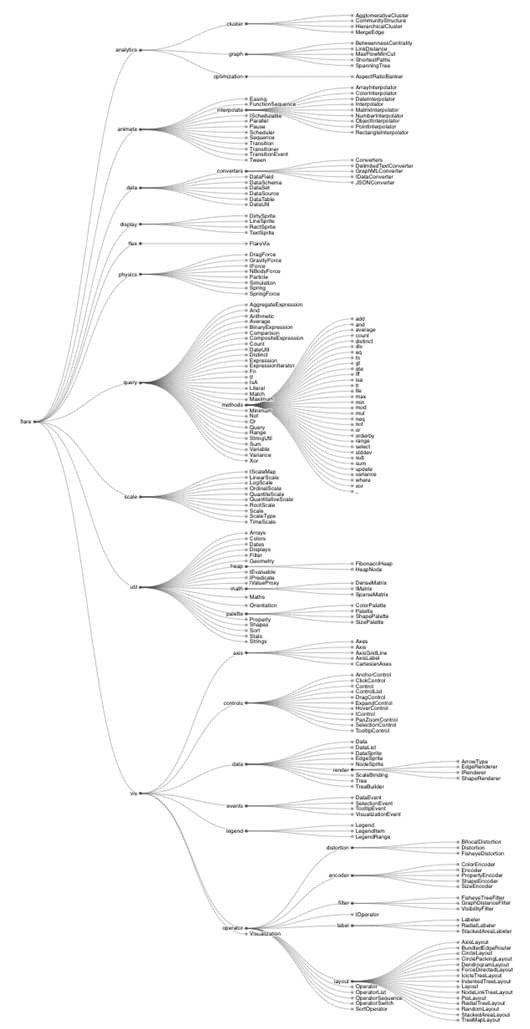 flare
analytics
cluster
AgglomerativeCluster
CommunityStructure
HierarchicalCluster
MergeEdge
graph
BetweennessCentrality
LinkDistance
MaxFlowMinCut
ShortestPaths
SpanningTree
optimization
AspectRatioBanker
animate
Easing
FunctionSequence
interpolate
ArrayInterpolator
ColorInterpolator
DateInterpolator
Interpolator
MatrixInterpolator
NumberInterpolator
ObjectInterpolator
PointInterpolator
RectangleInterpolator
ISchedulable
Parallel
Pause
Scheduler
Sequence
Transition
Transitioner
TransitionEvent
Tween
data
converters
Converters
DelimitedTextConverter
GraphMLConverter
IDataConverter
JSONConverter
DataField
DataSchema
DataSet
DataSource
DataTable
DataUtil
display
DirtySprite
LineSprite
RectSprite
TextSprite
flex
FlareVis
physics
DragForce
GravityForce
IForce
NBodyForce
Particle
Simulation
Spring
SpringForce
query
AggregateExpression
And
Arithmetic
Average
BinaryExpression
Comparison
CompositeExpression
Count
DateUtil
Distinct
Expression
ExpressionIterator
Fn
If
IsA
Literal
Match
Maximum
methods
add
and
average
count
distinct
div
eq
fn
gt
gte
iff
isa
lt
lte
max
min
mod
mul
neq
not
or
orderby
range
select
stddev
sub
sum
update
variance
where
xor
_
Minimum
Not
Or
Query
Range
StringUtil
Sum
Variable
Variance
Xor
scale
IScaleMap
LinearScale
LogScale
OrdinalScale
QuantileScale
QuantitativeScale
RootScale
Scale
ScaleType
TimeScale
util
Arrays
Colors
Dates
Displays
Filter
Geometry
heap
FibonacciHeap
HeapNode
IEvaluable
IPredicate
IValueProxy
math
DenseMatrix
IMatrix
SparseMatrix
Maths
Orientation
palette
ColorPalette
Palette
ShapePalette
SizePalette
Property
Shapes
Sort
Stats
Strings
vis
axis
Axes
Axis
AxisGridLine
AxisLabel
CartesianAxes
controls
AnchorControl
ClickControl
Control
ControlList
DragControl
ExpandControl
HoverControl
IControl
PanZoomControl
SelectionControl
TooltipControl
data
Data
DataList
DataSprite
EdgeSprite
NodeSprite
render
ArrowType
EdgeRenderer
IRenderer
ShapeRenderer
ScaleBinding
Tree
TreeBuilder
events
DataEvent
SelectionEvent
TooltipEvent
VisualizationEvent
legend
Legend
LegendItem
LegendRange
operator
distortion
BifocalDistortion
Distortion
FisheyeDistortion
encoder
ColorEncoder
Encoder
PropertyEncoder
ShapeEncoder
SizeEncoder
filter
FisheyeTreeFilter
GraphDistanceFilter
VisibilityFilter
IOperator
label
Labeler
RadialLabeler
StackedAreaLabeler
layout
AxisLayout
BundledEdgeRouter
CircleLayout
CirclePackingLayout
DendrogramLayout
ForceDirectedLayout
IcicleTreeLayout
IndentedTreeLayout
Layout
NodeLinkTreeLayout
PieLayout
RadialTreeLayout
RandomLayout
StackedAreaLayout
TreeMapLayout
Operator
OperatorList
OperatorSequence
OperatorSwitch
SortOperator
Visualization